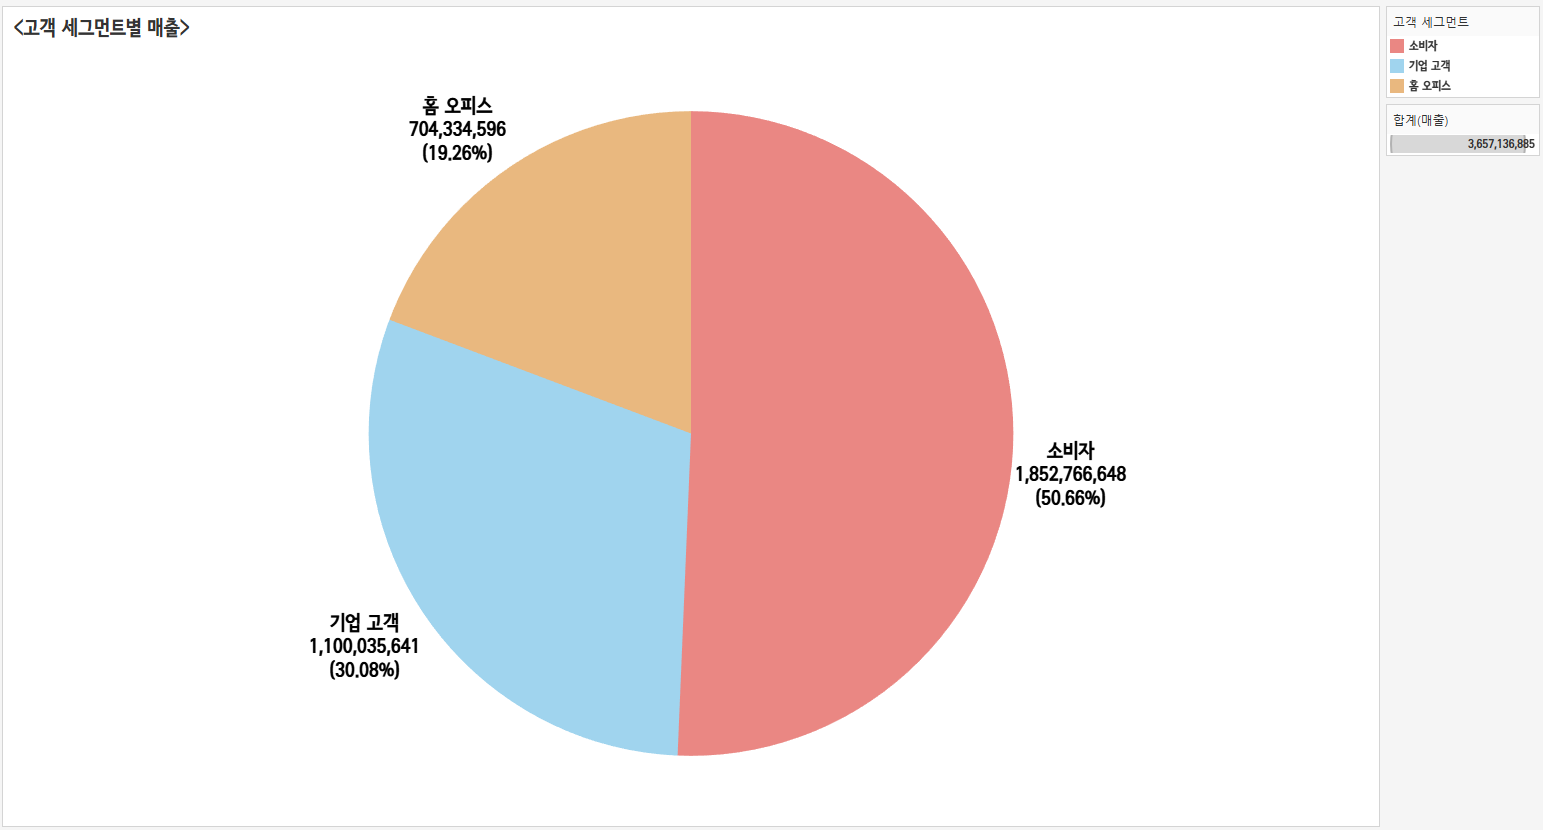 <고객 세그먼트별 매출>
홈 오피스
704,334,596
(19.26%)
소비자
1,852,766,648
(50.66%)
기업 고객
1,100,035,641
(30.08%)
고객 세그먼트
소비자
기업 고객
홈 오피스
합계(매출)
3,657,136,885